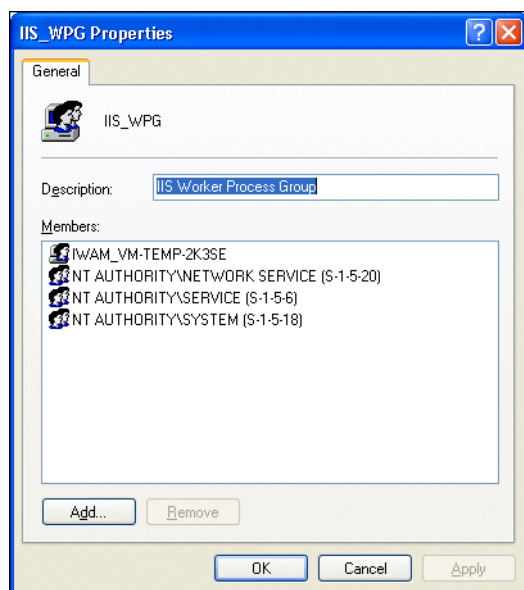 IIS_WPG Properties
General
IIS_WPG
Description: IIS Worker Process Group
Members:
IWAM_VM-TEMP-2K3SE
NT AUTHORITY\NETWORK SERVICE (S-1-5-20)
NT AUTHORITY\SERVICE (S-1-5-6)
NT AUTHORITY\SYSTEM (S-1-5-18)
Add... Remove
OK Cancel Apply